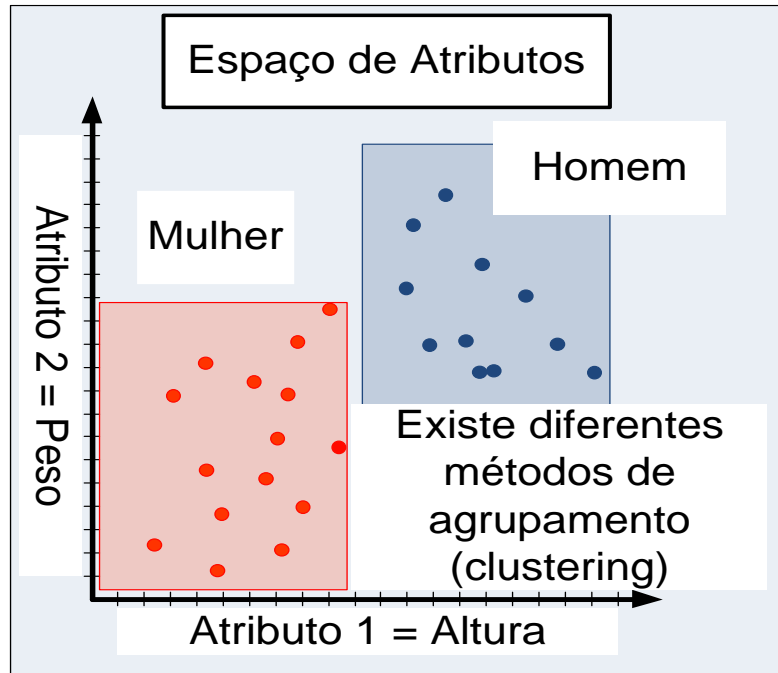 Espaço de Atributos
Homem
Mulher
Atributo 2 = Peso
Existe diferentes
métodos de
agrupamento
(clustering)
Atributo 1 = Altura